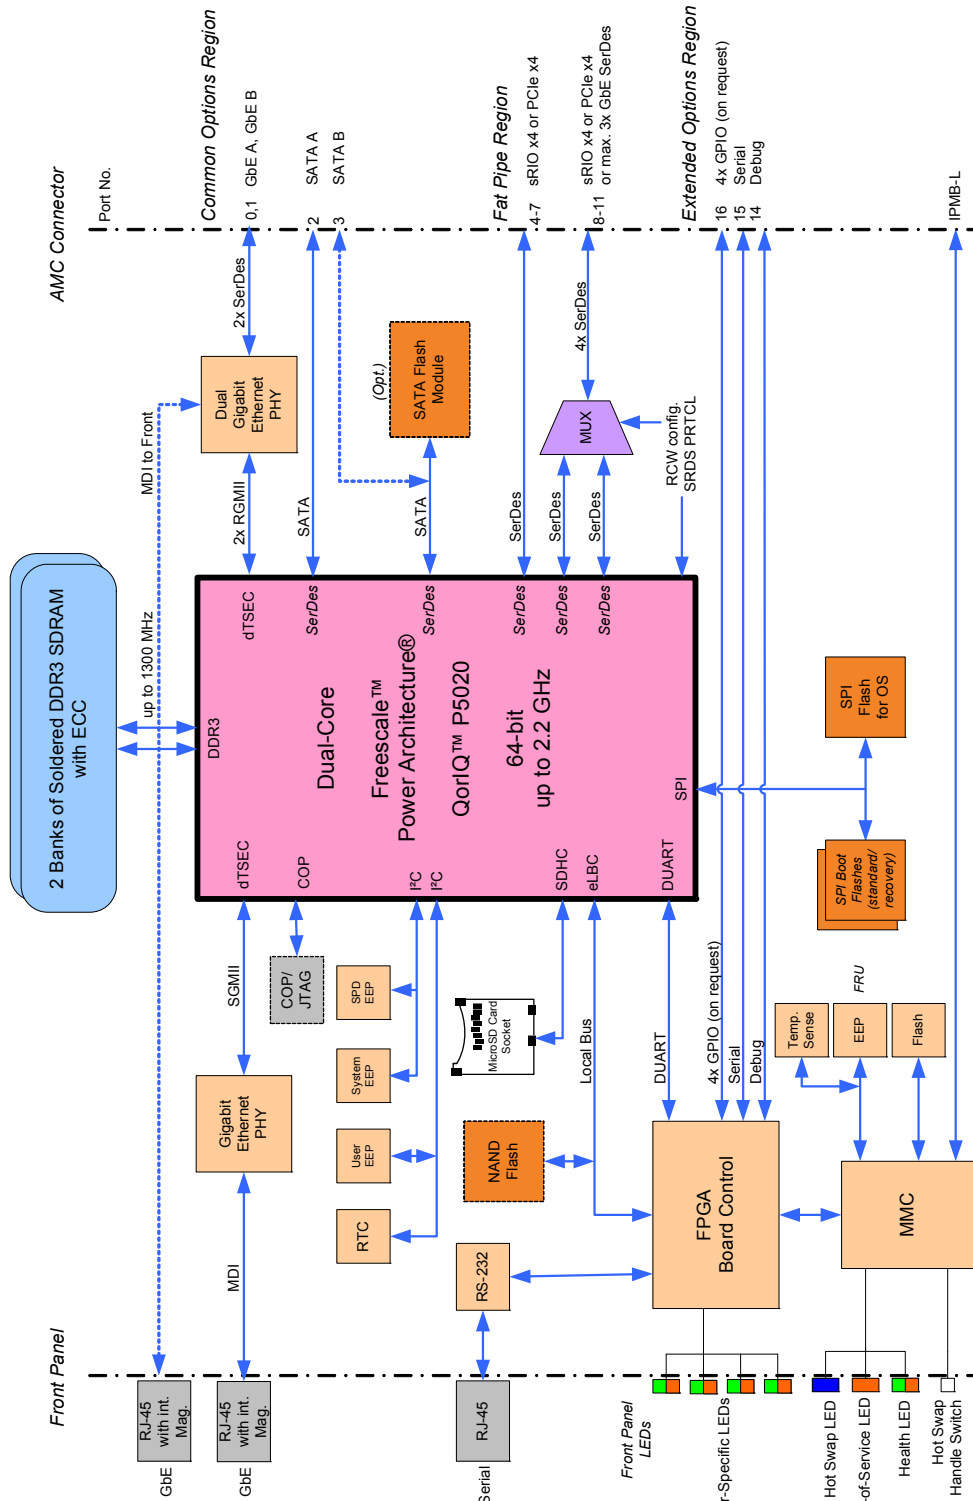 AMC Connector
Port No.
Common Options Region
0,1 GbE A, GbE B
2 SATA A
3 SATA B
Fat Pipe Region
4-7 sRIO x4 or PCIe x4
8-11 sRIO x4 or PCIe x4
or max. 3x GbE SerDes
Extended Options Region
16 4x GPIO (on request)
15 Serial
14 Debug
IPMB-L
2x SerDes
4x SerDes
MDI to Front
Dual
Gigabit
Ethernet
PHY
(Opt.)
SATA Flash
Module
MUX
RCW config.
SRDS PRTCL
2x RGMII
SATA
SATA
SerDes
SerDes
SerDes
2 Banks of Soldered DDR3 SDRAM
with ECC
up to 1300 MHz
DDR3
dTSEC
SerDes
SerDes
SerDes
SerDes
SerDes
Dual-Core
Freescale™
Power Architecture®
QorIQ™ P5020
64-bit
up to 2.2 GHz
SPI
dTSEC
COP
I²C
I²C
SDHC
eLBC
DUART
SPI
Flash
for OS
SPI Boot
Flashes
(standard/
recovery)
SGMII
COP/
JTAG
SPD
EEP
System
EEP
User
EEP
RTC
MicroSD Card
Socket
Local Bus
NAND
Flash
DUART
4x GPIO (on request)
Serial
Debug
FRU
Temp.
Sense
EEP
Flash
Gigabit
Ethernet
PHY
MDI
RS-232
FPGA
Board Control
MMC
Front Panel
RJ-45
with int.
Mag.
GbE
RJ-45
with int.
Mag.
GbE
RJ-45
Serial
Front Panel
LEDs
r-Specific LEDs
Hot Swap LED
-of-Service LED
Health LED
Hot Swap
Handle Switch